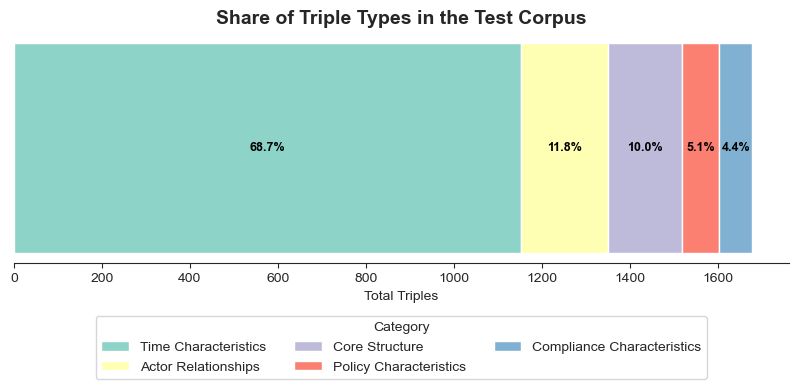 Share of Triple Types in the Test Corpus
68.7%
11.8%
10.0%
5.1%
4.4%
0
200
400
600
800
1000
1200
1400
1600
Total Triples
Category
Time Characteristics
Actor Relationships
Core Structure
Policy Characteristics
Compliance Characteristics